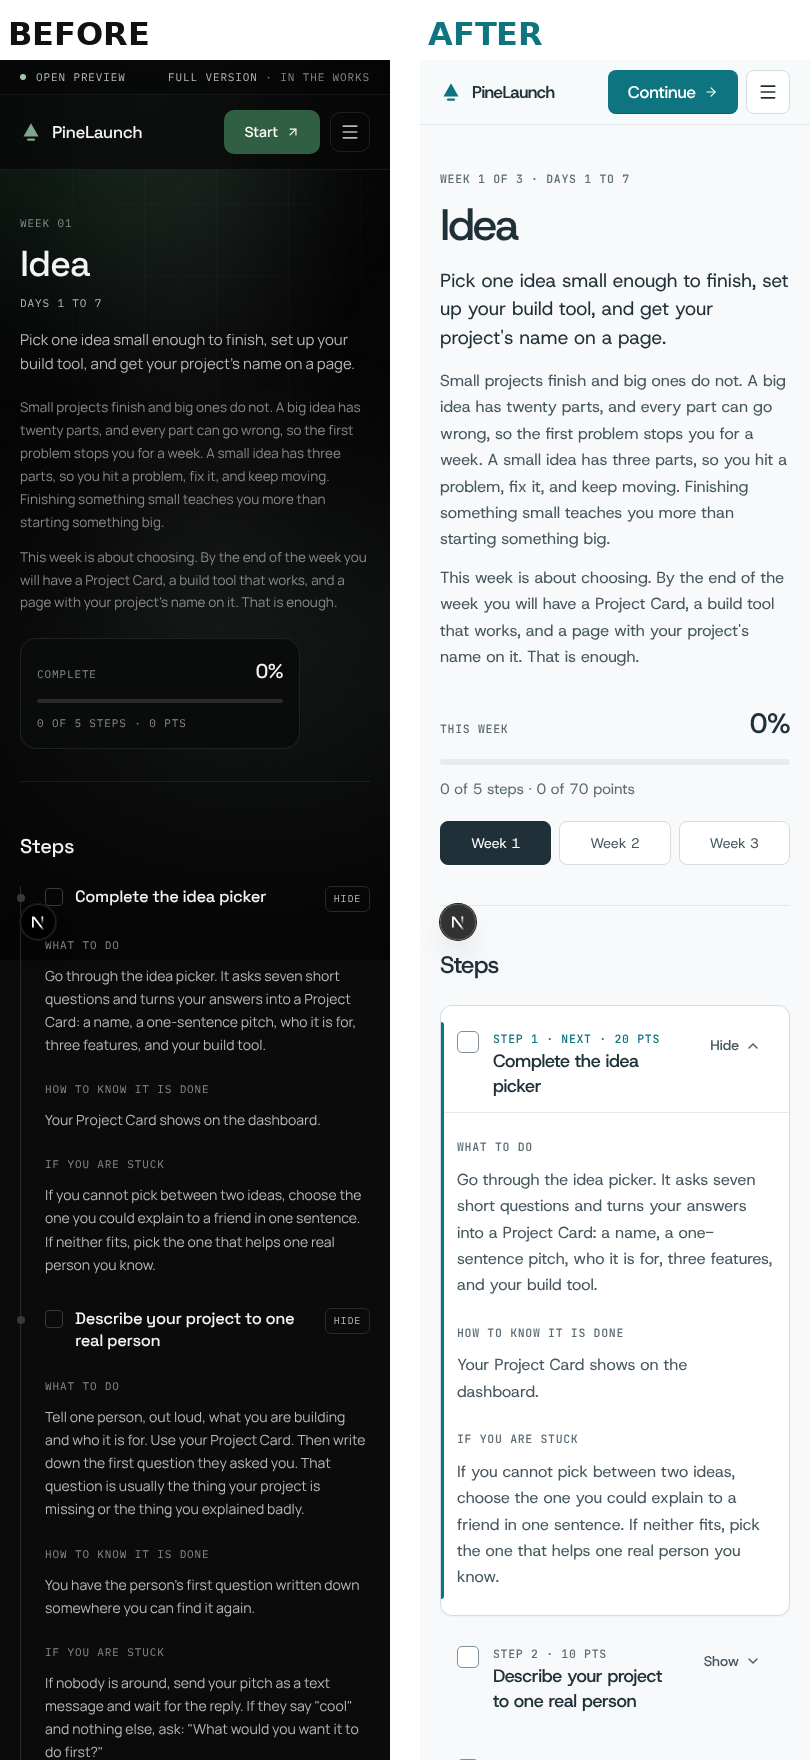 BEFORE
OPEN PREVIEW FULL VERSION · IN THE WORKS
PineLaunch Start
WEEK 01
Idea
DAYS 1 TO 7
Pick one idea small enough to finish, set up your
build tool, and get your project's name on a page.
Small projects finish and big ones do not. A big idea has
twenty parts, and every part can go wrong, so the first
problem stops you for a week. A small idea has three
parts, so you hit a problem, fix it, and keep moving.
Finishing something small teaches you more than
starting something big.
This week is about choosing. By the end of the week you
will have a Project Card, a build tool that works, and a
page with your project's name on it. That is enough.
COMPLETE 0%
0 OF 5 STEPS · 0 PTS
Steps
Complete the idea picker HIDE
N
WHAT TO DO
Go through the idea picker. It asks seven short
questions and turns your answers into a Project
Card: a name, a one-sentence pitch, who it is for,
three features, and your build tool.
HOW TO KNOW IT IS DONE
Your Project Card shows on the dashboard.
IF YOU ARE STUCK
If you cannot pick between two ideas, choose the
one you could explain to a friend in one sentence.
If neither fits, pick the one that helps one real
person you know.
Describe your project to one HIDE
real person
WHAT TO DO
Tell one person, out loud, what you are building
and who it is for. Use your Project Card. Then write
down the first question they asked you. That
question is usually the thing your project is
missing or the thing you explained badly.
HOW TO KNOW IT IS DONE
You have the person's first question written down
somewhere you can find it again.
IF YOU ARE STUCK
If nobody is around, send your pitch as a text
message and wait for the reply. If they say "cool"
and nothing else, ask: "What would you want it to
do first?"
AFTER
PineLaunch Continue
WEEK 1 OF 3 · DAYS 1 TO 7
Idea
Pick one idea small enough to finish, set
up your build tool, and get your
project's name on a page.
Small projects finish and big ones do not. A big
idea has twenty parts, and every part can go
wrong, so the first problem stops you for a
week. A small idea has three parts, so you hit a
problem, fix it, and keep moving. Finishing
something small teaches you more than
starting something big.
This week is about choosing. By the end of the
week you will have a Project Card, a build tool
that works, and a page with your project's
name on it. That is enough.
THIS WEEK 0%
0 of 5 steps · 0 of 70 points
Week 1 Week 2 Week 3
N
Steps
STEP 1 · NEXT · 20 PTS
Complete the idea Hide
picker
WHAT TO DO
Go through the idea picker. It asks seven
short questions and turns your answers
into a Project Card: a name, a one-
sentence pitch, who it is for, three features,
and your build tool.
HOW TO KNOW IT IS DONE
Your Project Card shows on the
dashboard.
IF YOU ARE STUCK
If you cannot pick between two ideas,
choose the one you could explain to a
friend in one sentence. If neither fits, pick
the one that helps one real person you
know.
STEP 2 · 10 PTS
Describe your project Show
to one real person